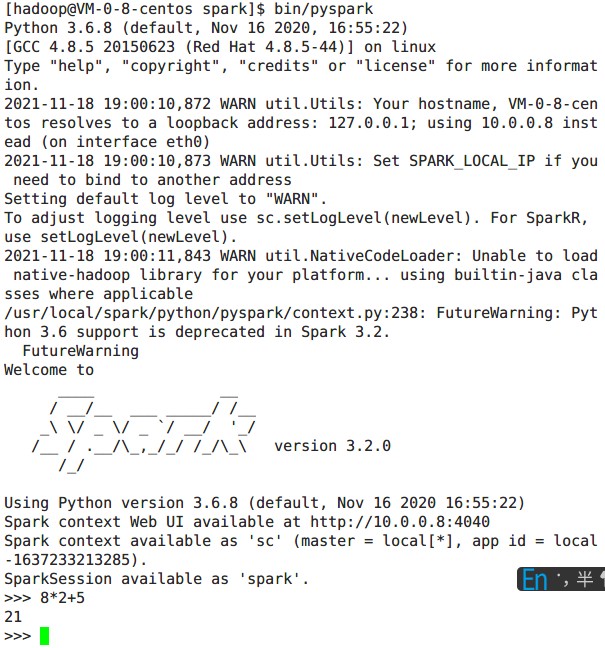 [hadoop@VM-0-8-centos spark]$ bin/pyspark
Python 3.6.8 (default, Nov 16 2020, 16:55:22)
[GCC 4.8.5 20150623 (Red Hat 4.8.5-44)] on linux
Type "help", "copyright", "credits" or "license" for more informat
ion.
2021-11-18 19:00:10,872 WARN util.Utils: Your hostname, VM-0-8-cen
tos resolves to a loopback address: 127.0.0.1; using 10.0.0.8 inst
ead (on interface eth0)
2021-11-18 19:00:10,873 WARN util.Utils: Set SPARK_LOCAL_IP if you
 need to bind to another address
Setting default log level to "WARN".
To adjust logging level use sc.setLogLevel(newLevel). For SparkR,
use setLogLevel(newLevel).
2021-11-18 19:00:11,843 WARN util.NativeCodeLoader: Unable to load
 native-hadoop library for your platform... using builtin-java cla
sses where applicable
/usr/local/spark/python/pyspark/context.py:238: FutureWarning: Pyt
hon 3.6 support is deprecated in Spark 3.2.
  FutureWarning
Welcome to
      ____              __
     / __/__  ___ _____/ /__
    _\ \/ _ \/ _ `/ __/  '_/
   /__ / .__/\_,_/_/ /_/\_\   version 3.2.0
      /_/
Using Python version 3.6.8 (default, Nov 16 2020 16:55:22)
Spark context Web UI available at http://10.0.0.8:4040
Spark context available as 'sc' (master = local[*], app id = local
-1637233213285).
SparkSession available as 'spark'.
En ·, 半
>>> 8*2+5
21
>>>